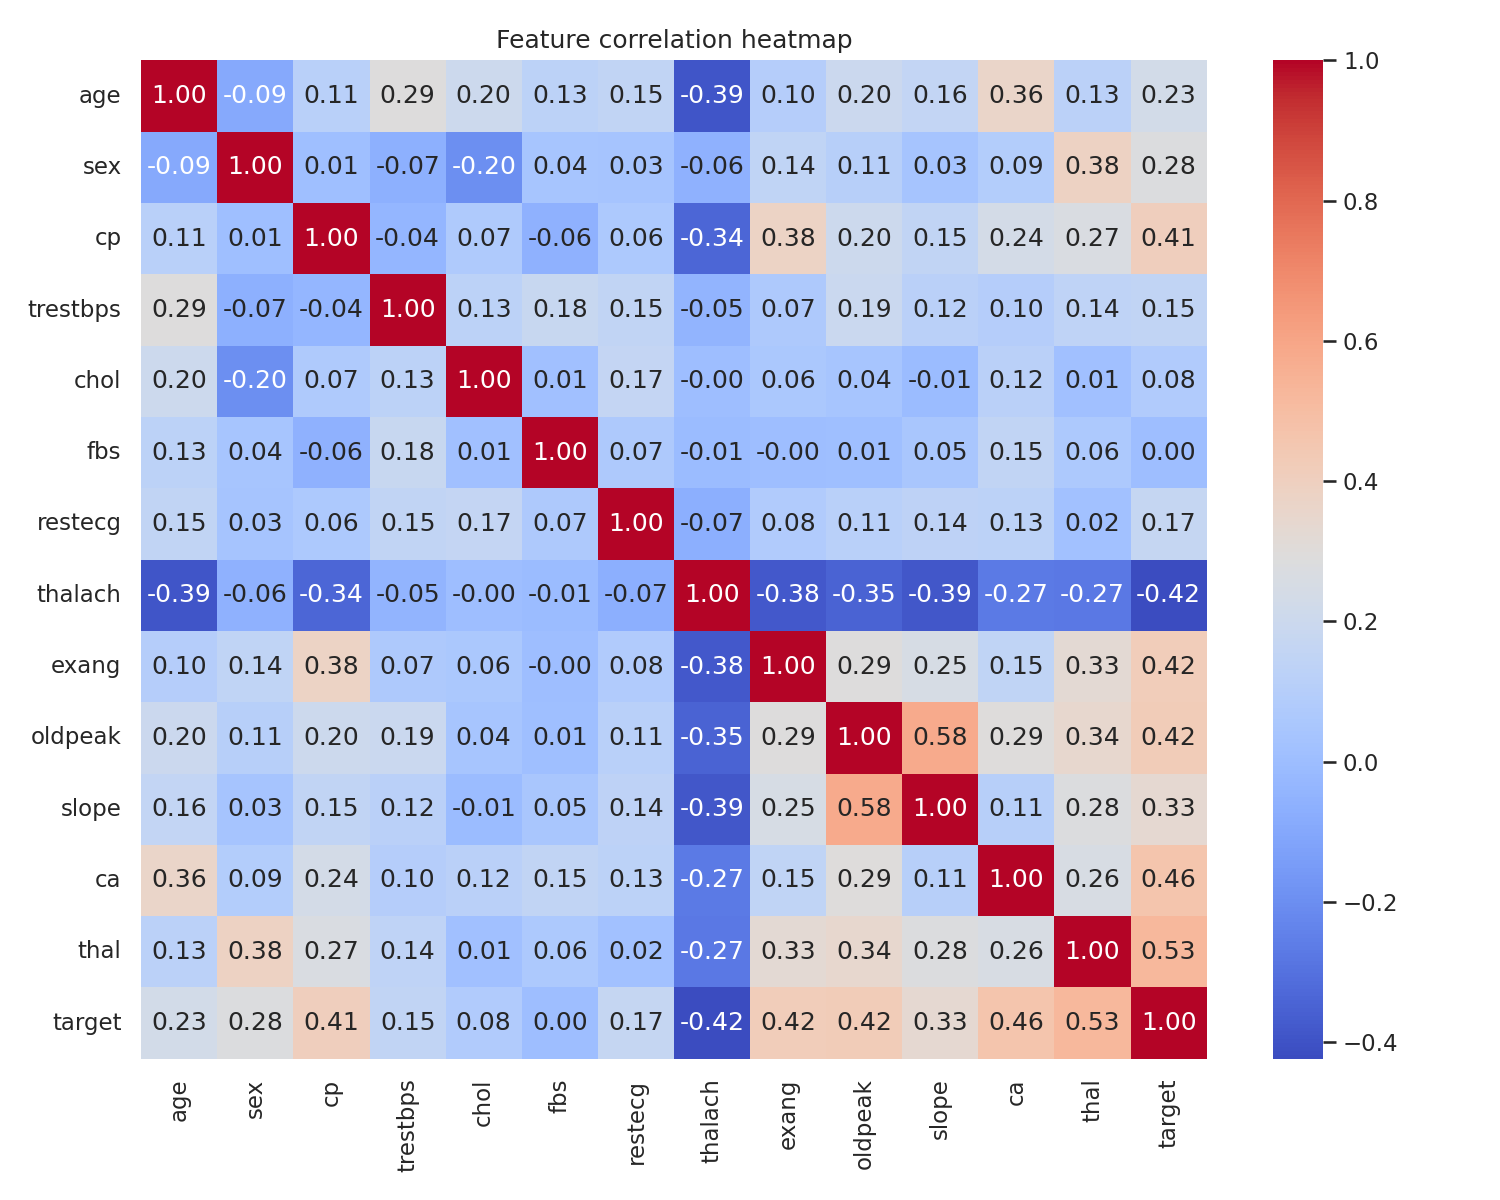 Feature correlation heatmap
age 1.00 -0.09 0.11 0.29 0.20 0.13 0.15 -0.39 0.10 0.20 0.16 0.36 0.13 0.23
sex -0.09 1.00 0.01 -0.07 -0.20 0.04 0.03 -0.06 0.14 0.11 0.03 0.09 0.38 0.28
cp 0.11 0.01 1.00 -0.04 0.07 -0.06 0.06 -0.34 0.38 0.20 0.15 0.24 0.27 0.41
trestbps 0.29 -0.07 -0.04 1.00 0.13 0.18 0.15 -0.05 0.07 0.19 0.12 0.10 0.14 0.15
chol 0.20 -0.20 0.07 0.13 1.00 0.01 0.17 -0.00 0.06 0.04 -0.01 0.12 0.01 0.08
fbs 0.13 0.04 -0.06 0.18 0.01 1.00 0.07 -0.01 -0.00 0.01 0.05 0.15 0.06 0.00
restecg 0.15 0.03 0.06 0.15 0.17 0.07 1.00 -0.07 0.08 0.11 0.14 0.13 0.02 0.17
thalach -0.39 -0.06 -0.34 -0.05 -0.00 -0.01 -0.07 1.00 -0.38 -0.35 -0.39 -0.27 -0.27 -0.42
exang 0.10 0.14 0.38 0.07 0.06 -0.00 0.08 -0.38 1.00 0.29 0.25 0.15 0.33 0.42
oldpeak 0.20 0.11 0.20 0.19 0.04 0.01 0.11 -0.35 0.29 1.00 0.58 0.29 0.34 0.42
slope 0.16 0.03 0.15 0.12 -0.01 0.05 0.14 -0.39 0.25 0.58 1.00 0.11 0.28 0.33
ca 0.36 0.09 0.24 0.10 0.12 0.15 0.13 -0.27 0.15 0.29 0.11 1.00 0.26 0.46
thal 0.13 0.38 0.27 0.14 0.01 0.06 0.02 -0.27 0.33 0.34 0.28 0.26 1.00 0.53
target 0.23 0.28 0.41 0.15 0.08 0.00 0.17 -0.42 0.42 0.42 0.33 0.46 0.53 1.00
age sex cp trestbps chol fbs restecg thalach exang oldpeak slope ca thal target
1.0
0.8
0.6
0.4
0.2
0.0
−0.2
−0.4